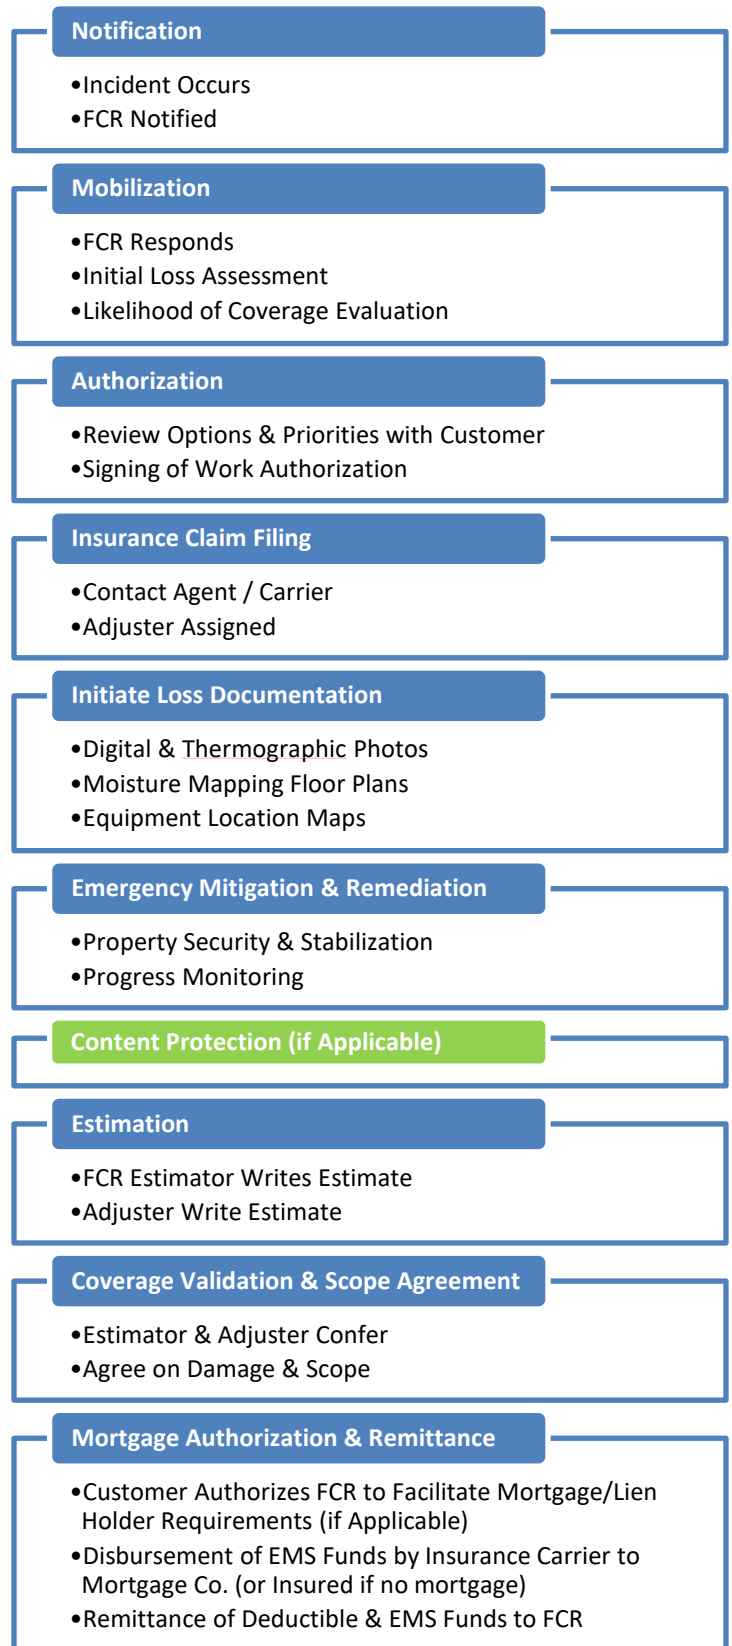 Notification
•Incident Occurs
•FCR Notified
Mobilization
•FCR Responds
•Initial Loss Assessment
•Likelihood of Coverage Evaluation
Authorization
•Review Options & Priorities with Customer
•Signing of Work Authorization
Insurance Claim Filing
•Contact Agent / Carrier
•Adjuster Assigned
Initiate Loss Documentation
•Digital & Thermographic Photos
•Moisture Mapping Floor Plans
•Equipment Location Maps
Emergency Mitigation & Remediation
•Property Security & Stabilization
•Progress Monitoring
Content Protection (if Applicable)
Estimation
•FCR Estimator Writes Estimate
•Adjuster Write Estimate
Coverage Validation & Scope Agreement
•Estimator & Adjuster Confer
•Agree on Damage & Scope
Mortgage Authorization & Remittance
•Customer Authorizes FCR to Facilitate Mortgage/Lien
Holder Requirements (if Applicable)
•Disbursement of EMS Funds by Insurance Carrier to
Mortgage Co. (or Insured if no mortgage)
•Remittance of Deductible & EMS Funds to FCR